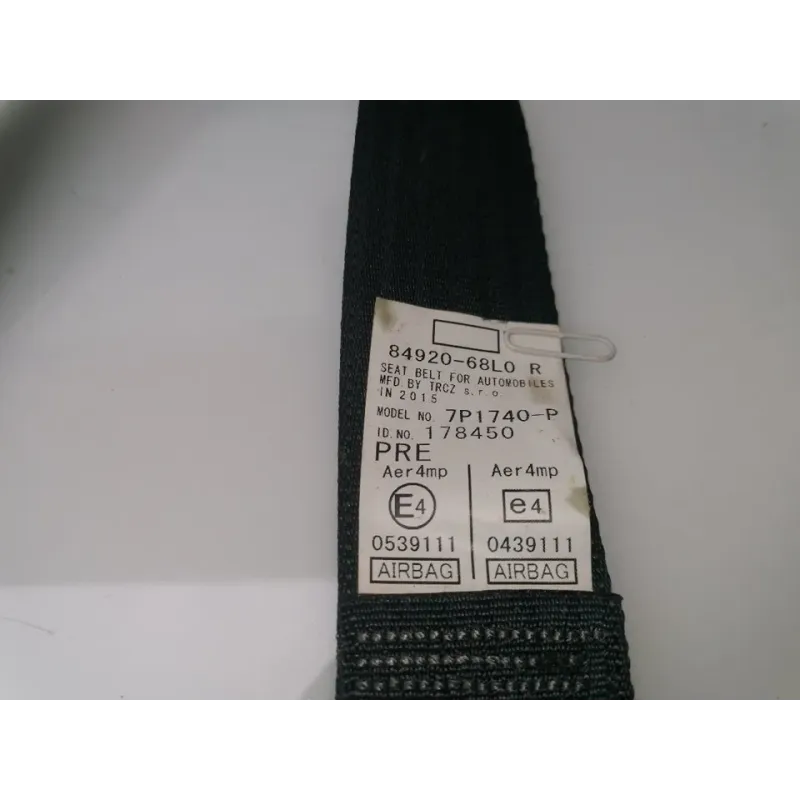 84920-68L0 R
SEAT BELT FOR AUTOMOBILES
MFD. BY TRCZ s.r.o.
IN 2015
MODEL NO. 7P1740-P
ID.NO. 178450
PRE
Aer4mp Aer4mp
E4 e4
0539111 0439111
AIRBAG AIRBAG